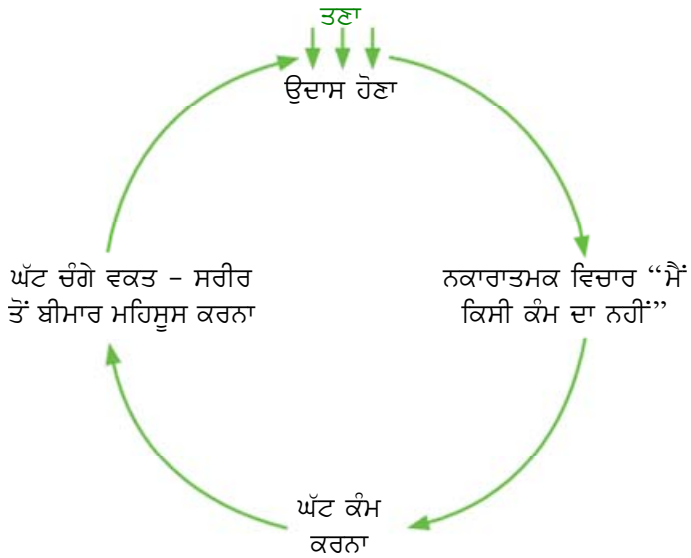 ਤਣਾ
ਉਦਾਸ ਹੋਣਾ
ਨਕਾਰਾਤਮਕ ਵਿਚਾਰ “ਮੈਂ
ਕਿਸੀ ਕੰਮ ਦਾ ਨਹੀਂ”
ਘੱਟ ਕੰਮ
ਕਰਨਾ
ਘੱਟ ਚੰਗੇ ਵਕਤ – ਸਰੀਰ
ਤੋਂ ਬੀਮਾਰ ਮਹਿਸੂਸ ਕਰਨਾ